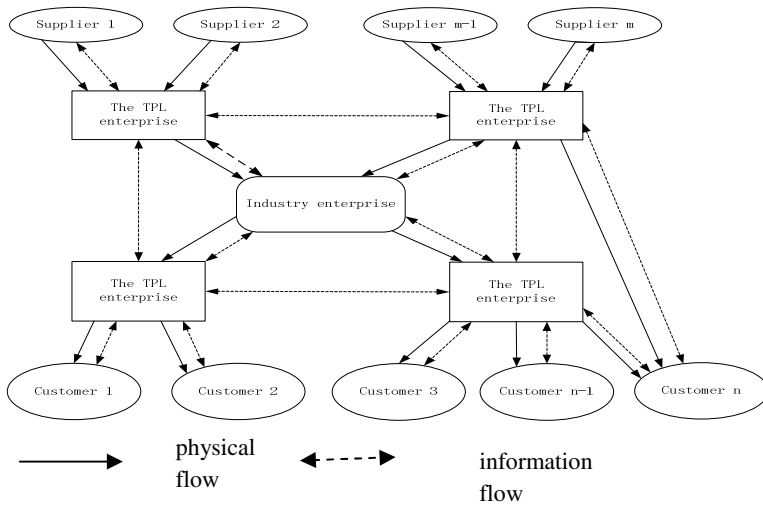 Supplier 1
Supplier 2
Supplier m-1
Supplier m
The TPL
enterprise
The TPL
enterprise
Industry enterprise
The TPL
enterprise
The TPL
enterprise
Customer 1
Customer 2
Customer 3
Customer n-1
Customer n
physical
flow
information
flow